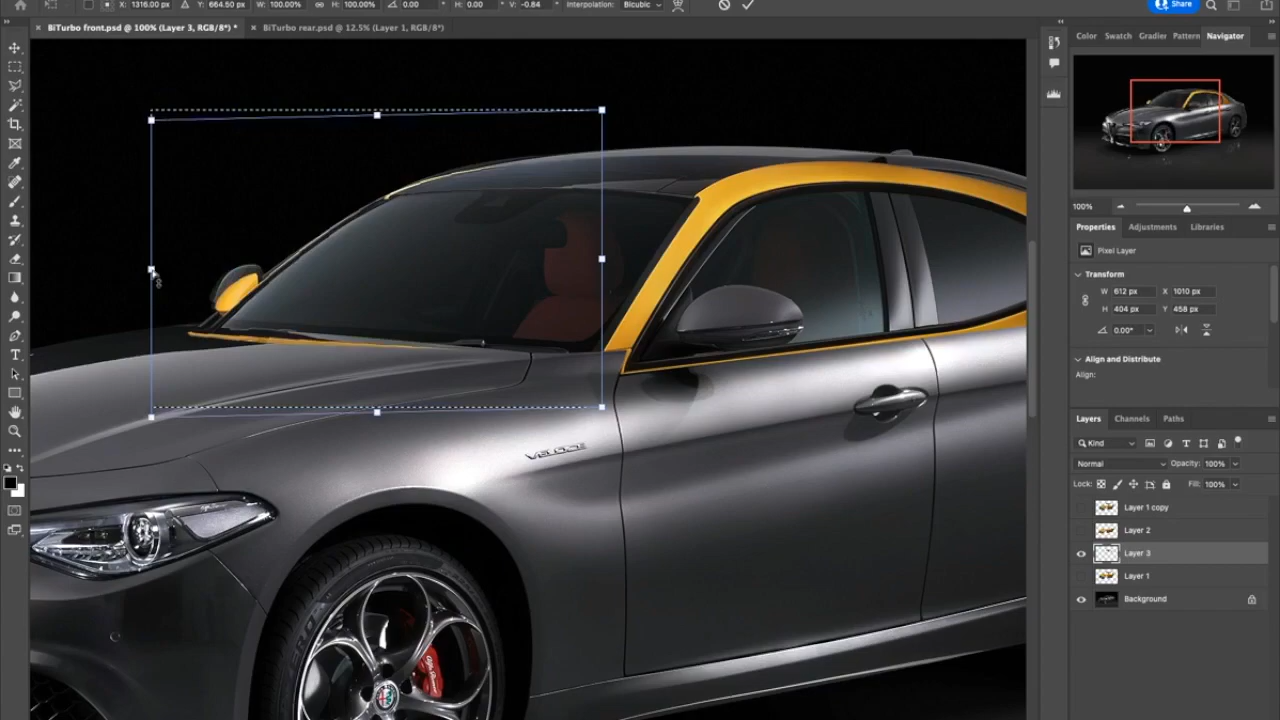 X: 1316.00 px Y: 664.50 px W: 100.00% H: 100.00% 0.00 H: 0.00 V: -0.84 Interpolation: Bicubic Share
BiTurbo front.psd @ 100% (Layer 3, RGB/8*) * BiTurbo rear.psd @ 12.5% (Layer 1, RGB/8*)
Color Swatch Gradier Pattern Navigator
100%
Properties Adjustments Libraries
Pixel Layer
Transform
W 612 px X 1010 px
H 404 px Y 458 px
0.00°
Align and Distribute
Align:
Layers Channels Paths
Kind
Normal Opacity: 100%
Lock: Fill: 100%
Layer 1 copy
Layer 2
Layer 3
Layer 1
Background
VELOCE